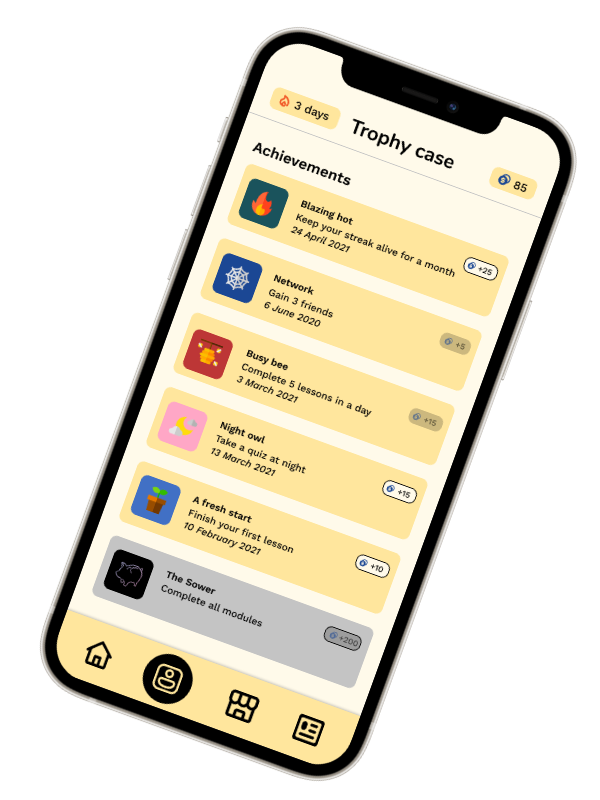 3 days
Trophy case
85
Achievements
Blazing hot
Keep your streak alive for a month
24 April 2021
+25
Network
Gain 3 friends
6 June 2020
+5
Busy bee
Complete 5 lessons in a day
3 March 2021
+15
Night owl
Take a quiz at night
13 March 2021
+15
A fresh start
Finish your first lesson
10 February 2021
+10
The Sower
Complete all modules
+200